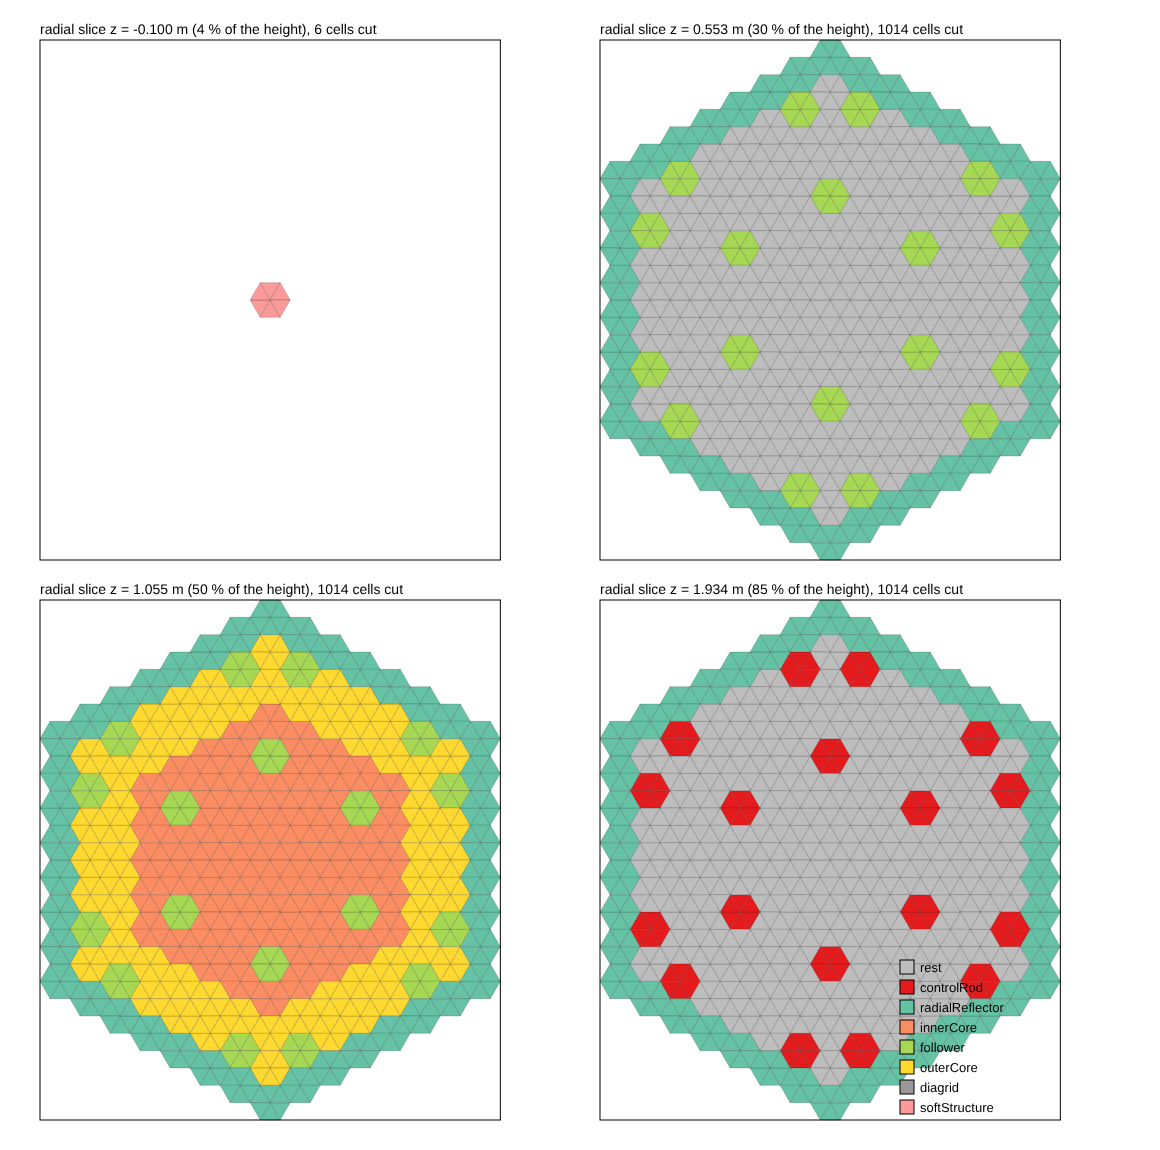 radial slice z = -0.100 m (4 % of the height), 6 cells cut
radial slice z = 0.553 m (30 % of the height), 1014 cells cut
radial slice z = 1.055 m (50 % of the height), 1014 cells cut
radial slice z = 1.934 m (85 % of the height), 1014 cells cut
rest
controlRod
radialReflector
innerCore
follower
outerCore
diagrid
softStructure